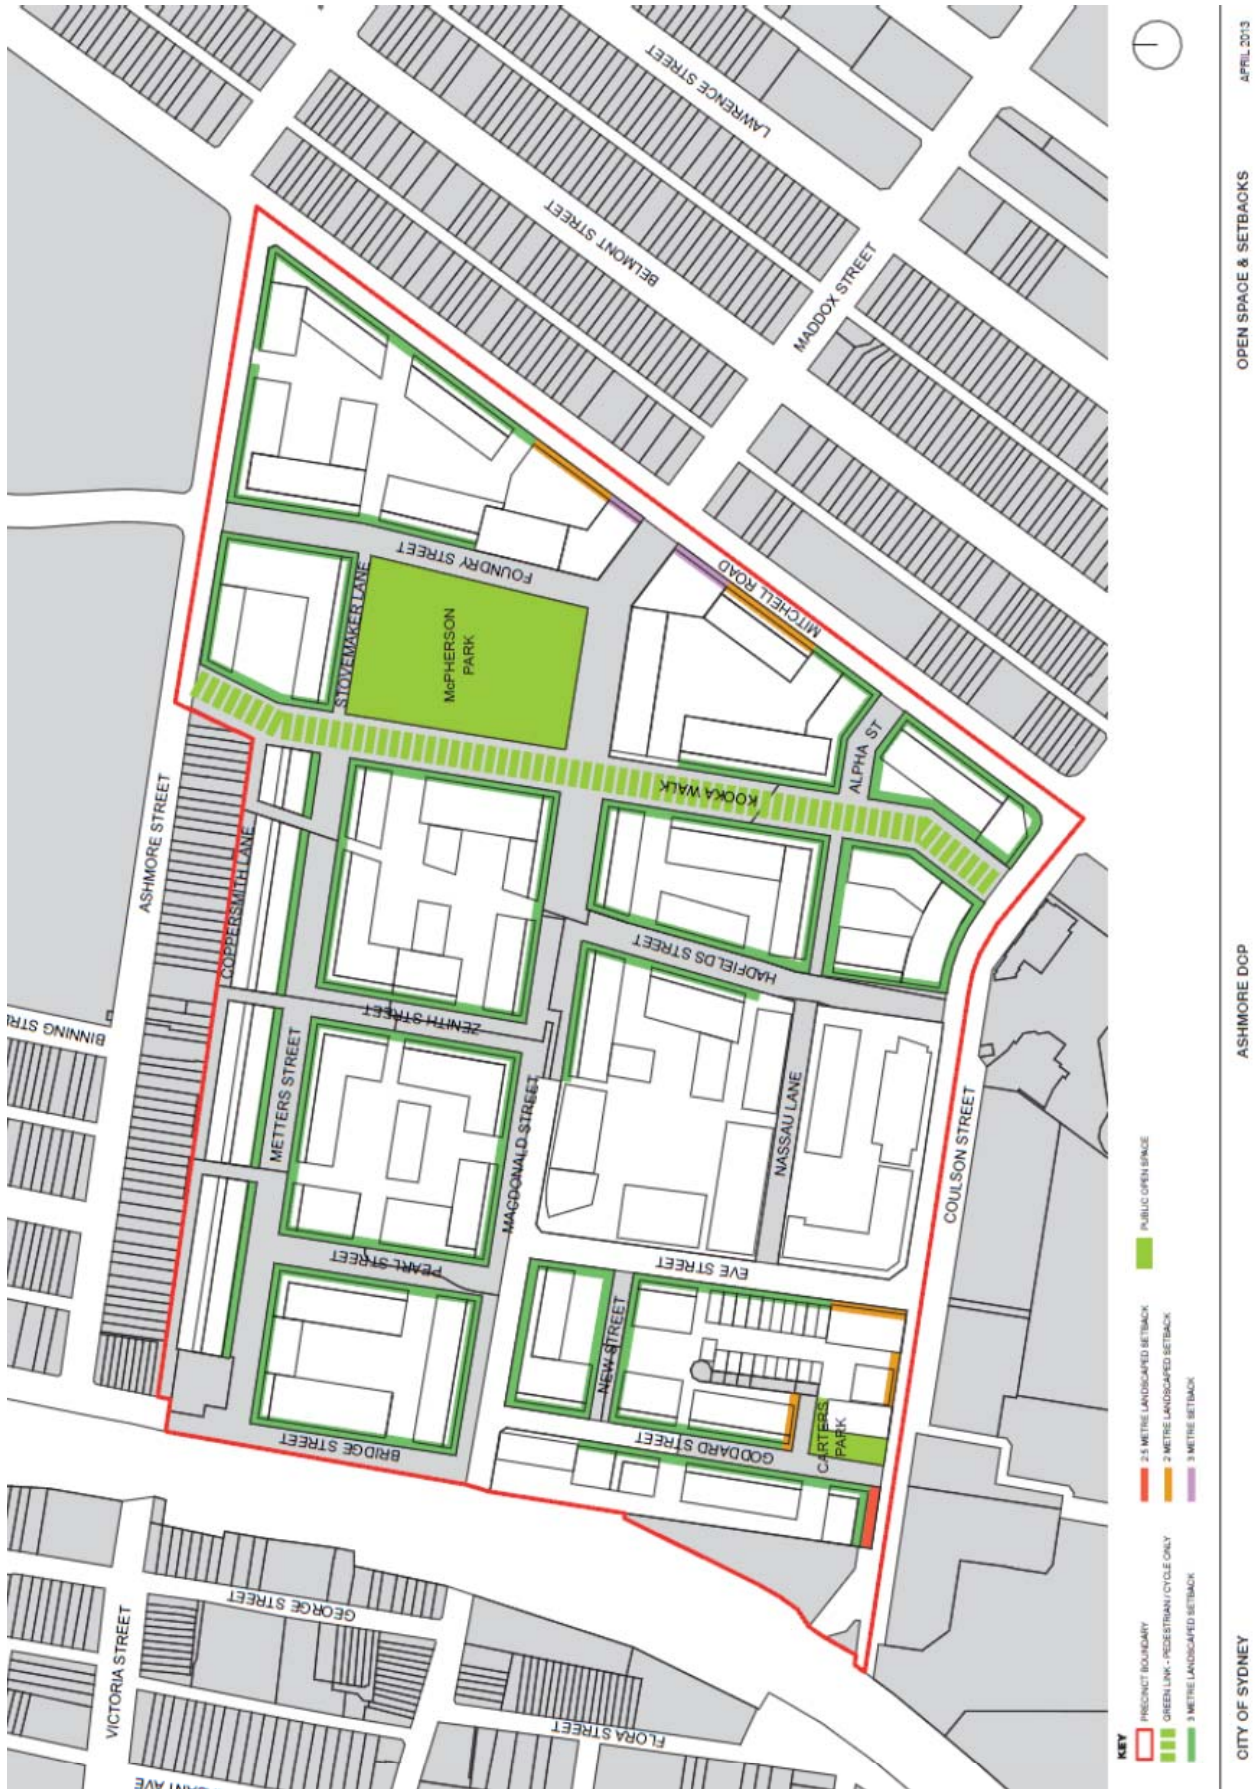 LAWRENCE STREET
BELMONT STREET
MADDOX STREET
MITCHELL ROAD
FOUNDRY STREET
STOVEMAKER LANE
McPHERSON
PARK
KOOKA WALK
ALPHA ST
ASHMORE STREET
COPPERSMITH LANE
HADFIELDS STREET
ZENITH STREET
BINNING STR
METTERS STREET
MACDONALD STREET
NASSAU LANE
COULSON STREET
PEARL STREET
EVE STREET
NEW STREET
BRIDGE STREET
GODDARD STREET
CARTERS
PARK
GEORGE STREET
VICTORIA STREET
FLORA STREET
ANT AVE
KEY
PRECINCT BOUNDARY
GREEN LINK - PEDESTRIAN / CYCLE ONLY
3 METRE LANDSCAPED SETBACK
2.5 METRE LANDSCAPED SETBACK
2 METRE LANDSCAPED SETBACK
3 METRE SETBACK
PUBLIC OPEN SPACE
CITY OF SYDNEY
ASHMORE DCP
OPEN SPACE & SETBACKS
APRIL 2013